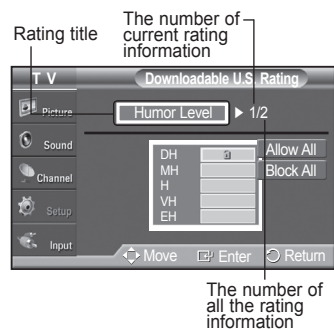 The number of
current rating
information
Rating title
T V
Downloadable U.S. Rating
Picture
Humor Level ▶ 1/2
Sound
DH
Allow All
MH
Block All
Channel
H
VH
Setup
EH
Input
Move Enter Return
The number of
all the rating
information